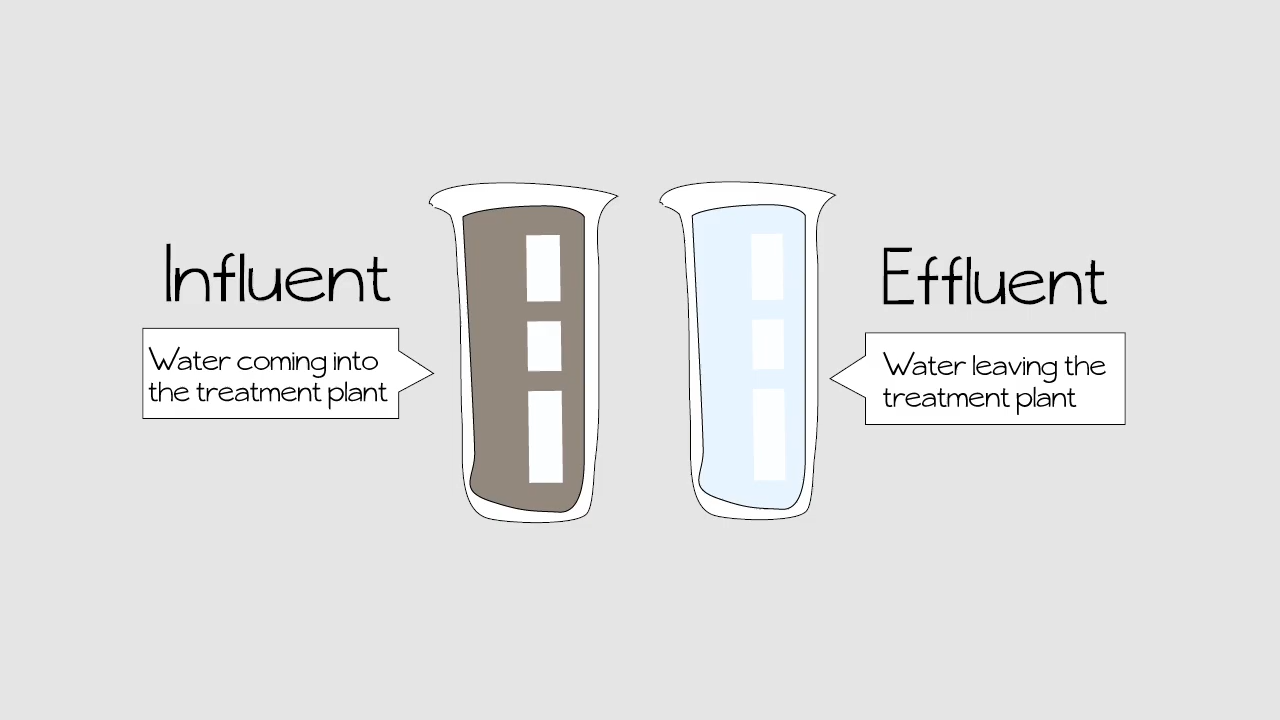 Influent
Water coming into
the treatment plant
Effluent
Water leaving the
treatment plant